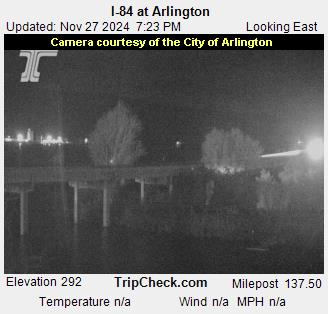 I-84 at Arlington
Updated: Nov 27 2024 7:23 PM Looking East
Camera courtesy of the City of Arlington
Elevation 292 TripCheck.com Milepost 137.50
Temperature n/a Wind n/a MPH n/a